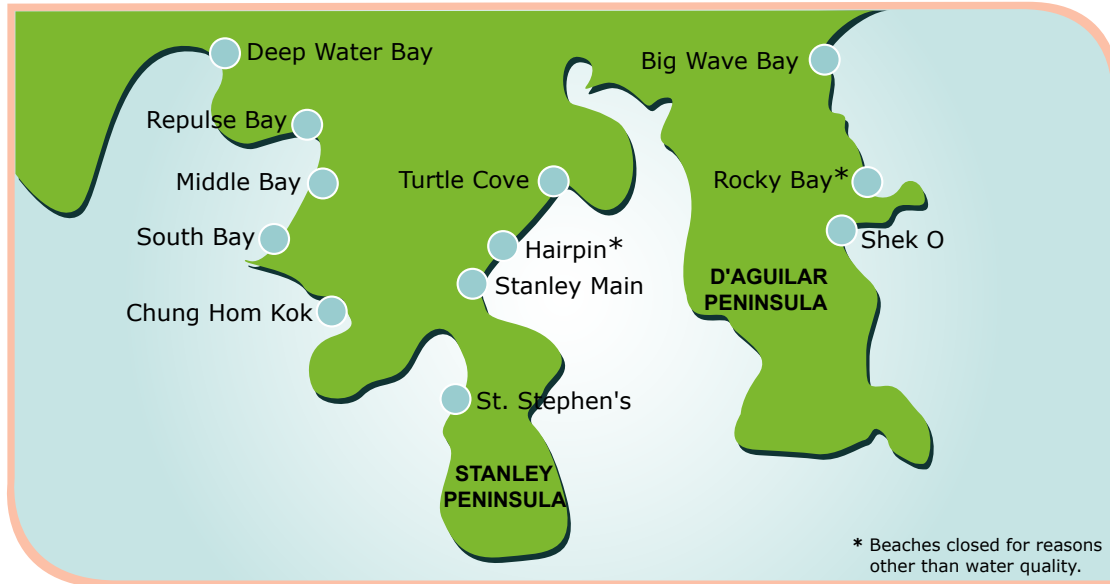 Deep Water Bay
Big Wave Bay
Repulse Bay
Middle Bay
Turtle Cove
Rocky Bay*
South Bay
Hairpin*
Shek O
Stanley Main
D'AGUILAR
PENINSULA
Chung Hom Kok
St. Stephen's
STANLEY
PENINSULA
* Beaches closed for reasons
other than water quality.